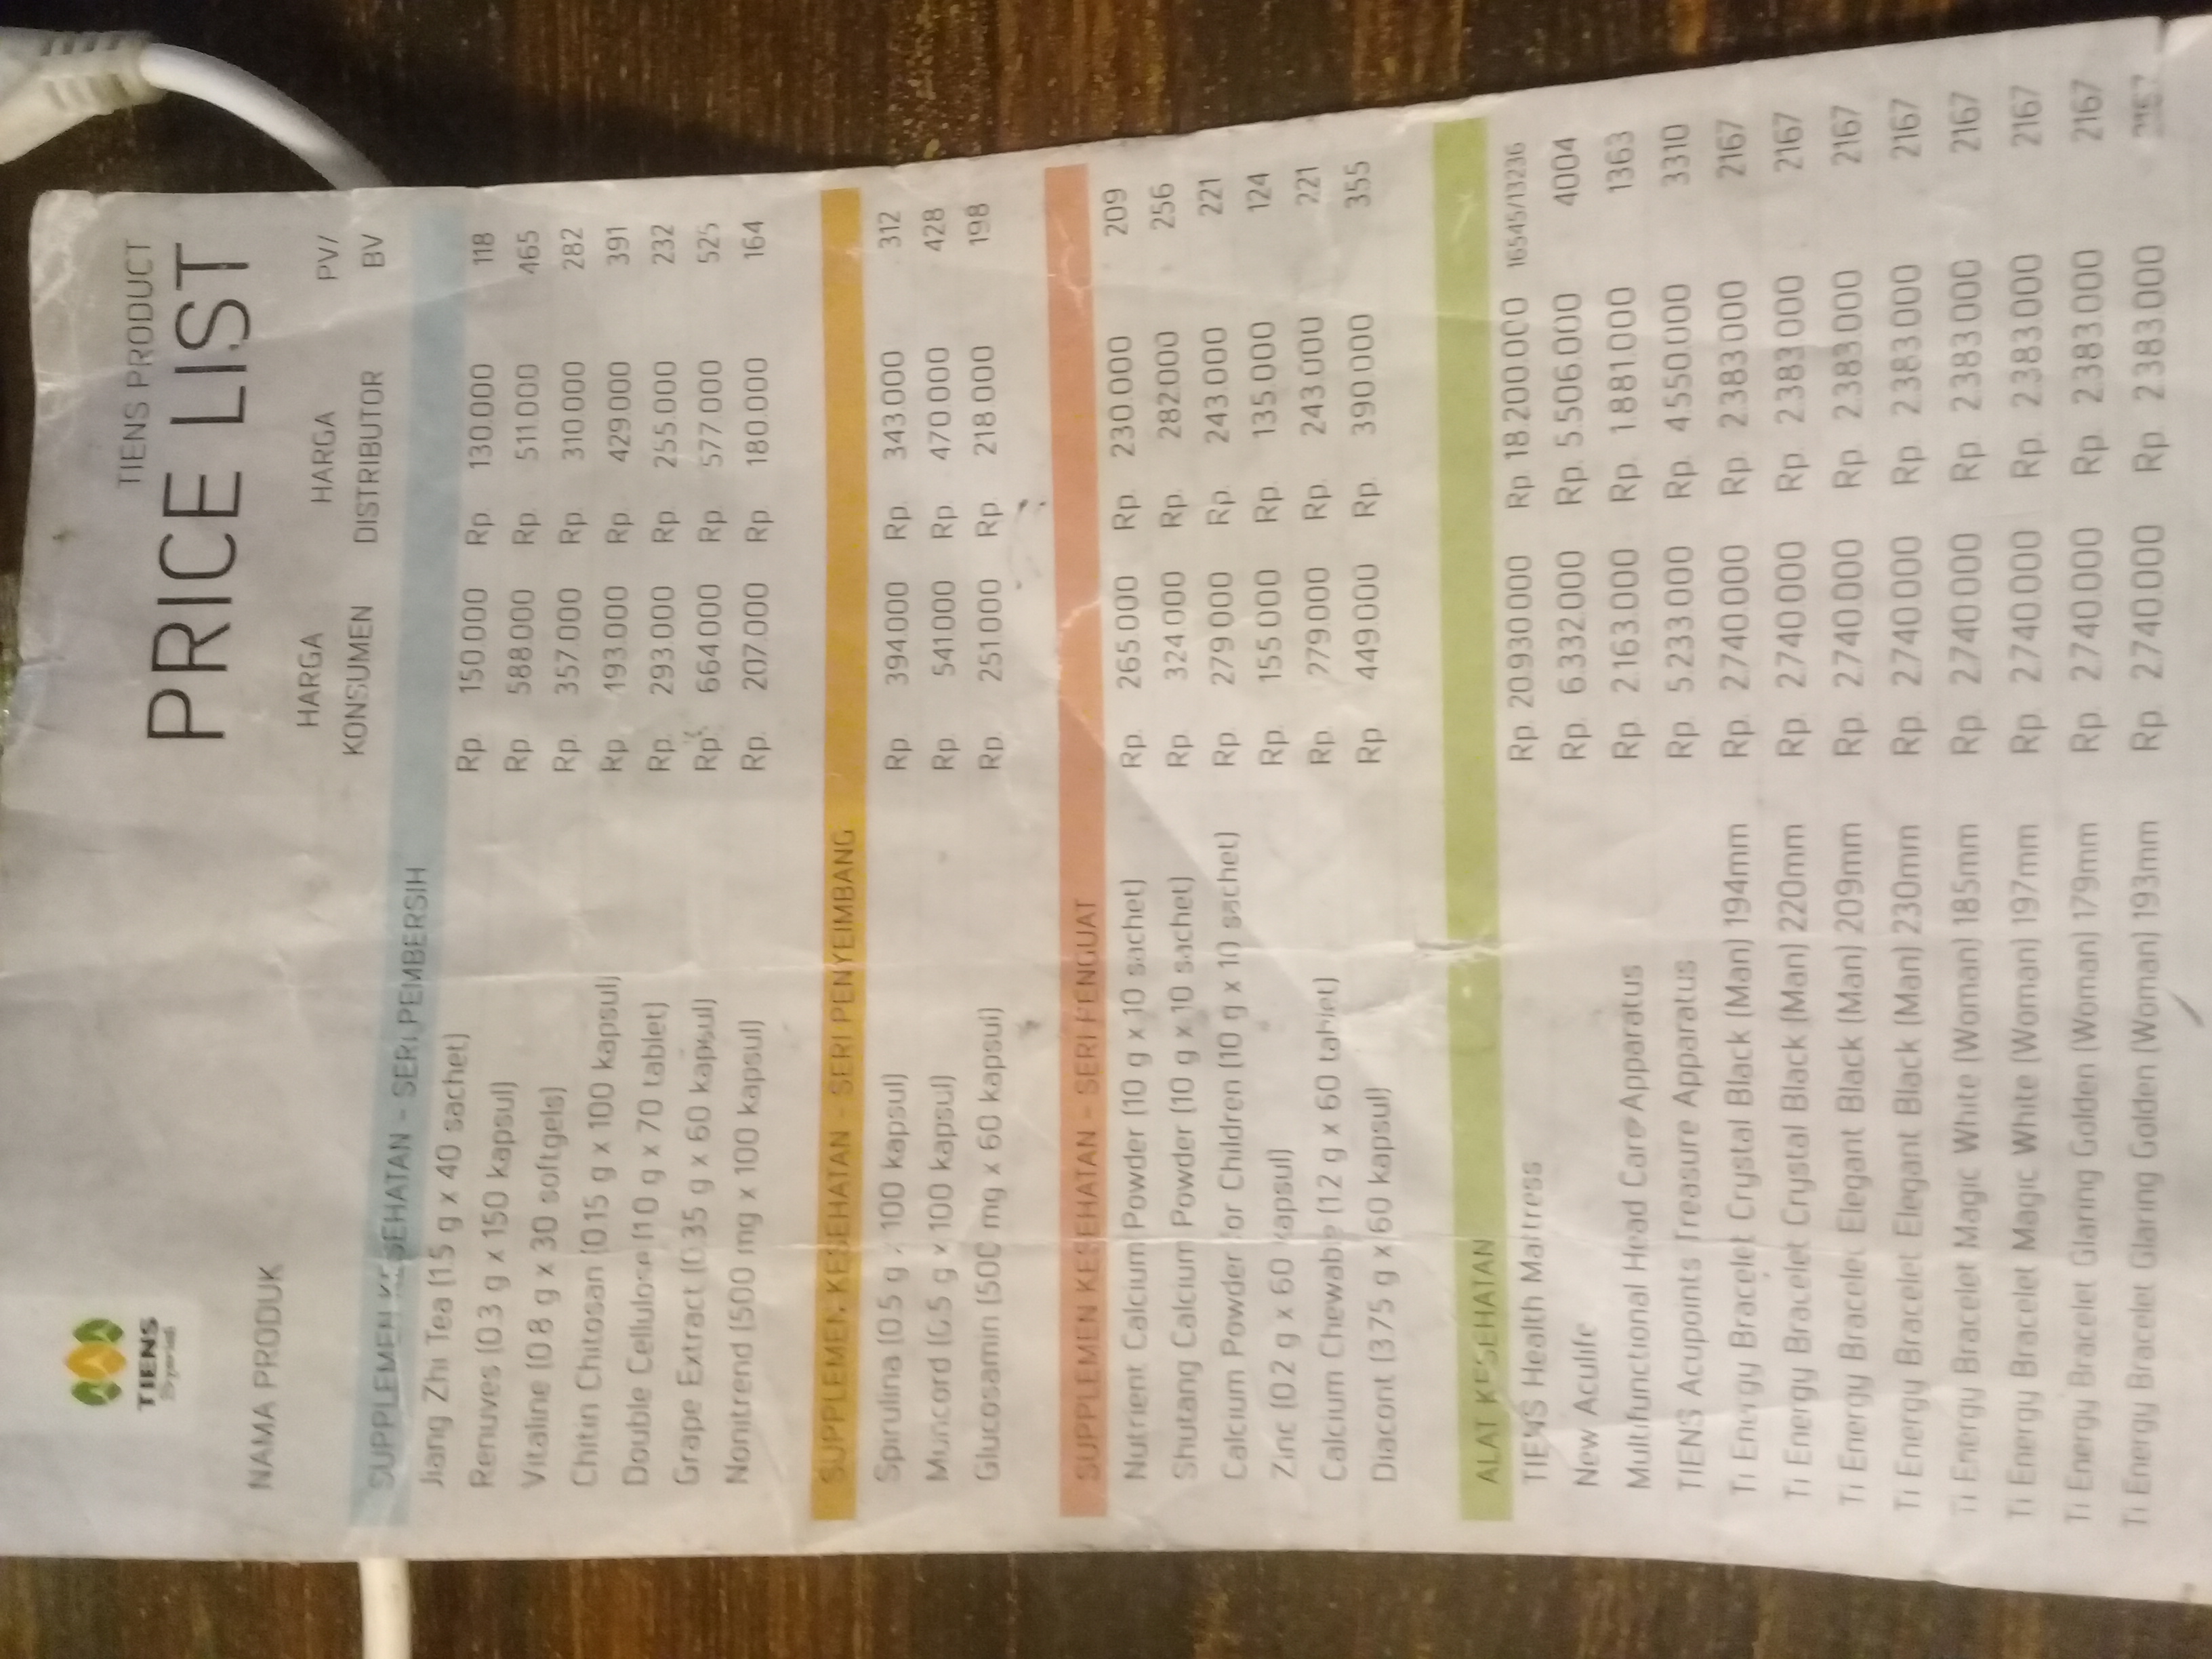 TIENS
Syariah
TIENS PRODUCT
PRICE LIST
NAMA PRODUK
HARGA KONSUMEN HARGA DISTRIBUTOR PV/ BV
SUPPLEMEN KESEHATAN - SERI PEMBERSIH
Jiang Zhi Tea (1.5 g x 40 sachet) Rp. 150.000 Rp. 130.000 118
Renuves (0.3 g x 150 kapsul) Rp. 588.000 Rp. 511.000 465
Vitaline (0.8 g x 30 softgels) Rp. 357.000 Rp. 310.000 282
Chitin Chitosan (0.15 g x 100 kapsul) Rp. 193.000 Rp. 429.000 391
Double Cellulose (1.0 g x 70 tablet) Rp. 293.000 Rp. 255.000 232
Grape Extract (0.35 g x 60 kapsul) Rp. 664.000 Rp. 577.000 525
Nonitrend (500 mg x 100 kapsul) Rp. 207.000 Rp. 180.000 164
SUPPLEMEN KESEHATAN - SERI PENYEIMBANG
Spirulina (0.5 g x 100 kapsul) Rp. 394.000 Rp. 343.000 312
Muncord (0.5 g x 100 kapsul) Rp. 541.000 Rp. 470.000 428
Glucosamin (500 mg x 60 kapsul) Rp. 251.000 Rp. 218.000 198
SUPPLEMEN KESEHATAN - SERI PENGUAT
Nutrient Calcium Powder (10 g x 10 sachet) Rp. 265.000 Rp. 230.000 209
Shutang Calcium Powder (10 g x 10 sachet) Rp. 324.000 Rp. 282.000 256
Calcium Powder for Children (10 g x 10 sachet) Rp. 279.000 Rp. 243.000 221
Zinc (0.2 g x 60 kapsul) Rp. 155.000 Rp. 135.000 124
Calcium Chewable (1.2 g x 60 tablet) Rp. 279.000 Rp. 243.000 221
Diacont (3.75 g x 60 kapsul) Rp. 449.000 Rp. 390.000 355
ALAT KESEHATAN
TIENS Health Mattress Rp. 20.930.000 Rp. 18.200.000 16545/13236
New Aculife Rp. 6.332.000 Rp. 5.506.000 4004
Multifunctional Head Care Apparatus Rp. 2.163.000 Rp. 1.881.000 1363
TIENS Acupoints Treasure Apparatus Rp. 5.233.000 Rp. 4.550.000 3310
Ti Energy Bracelet Crystal Black (Man) 194mm Rp. 2.740.000 Rp. 2.383.000 2167
Ti Energy Bracelet Crystal Black (Man) 220mm Rp. 2.740.000 Rp. 2.383.000 2167
Ti Energy Bracelet Elegant Black (Man) 209mm Rp. 2.740.000 Rp. 2.383.000 2167
Ti Energy Bracelet Elegant Black (Man) 230mm Rp. 2.740.000 Rp. 2.383.000 2167
Ti Energy Bracelet Magic White (Woman) 185mm Rp. 2.740.000 Rp. 2.383.000 2167
Ti Energy Bracelet Magic White (Woman) 197mm Rp. 2.740.000 Rp. 2.383.000 2167
Ti Energy Bracelet Glaring Golden (Woman) 179mm Rp. 2.740.000 Rp. 2.383.000 2167
Ti Energy Bracelet Glaring Golden (Woman) 193mm Rp. 2.740.000 Rp. 2.383.000